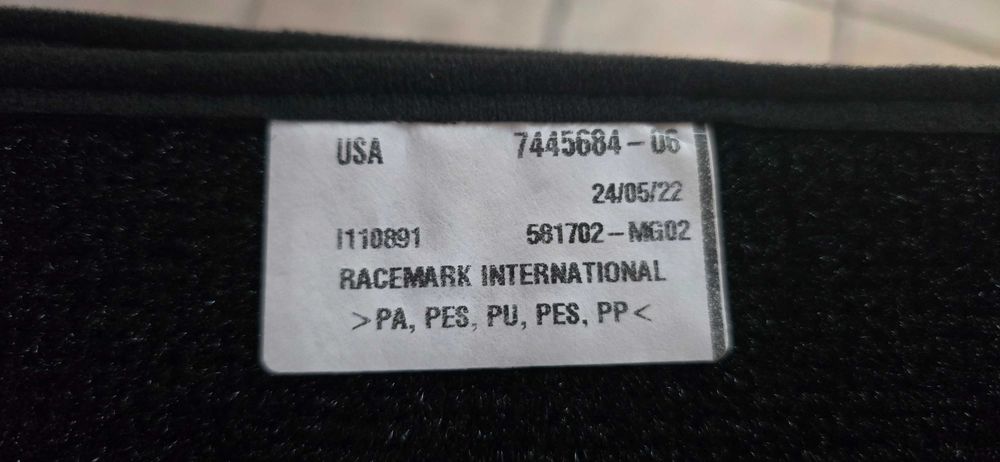 USA 7445684-06
24/05/22
I110891 581702-MG02
RACEMARK INTERNATIONAL
>PA, PES, PU, PES, PP<